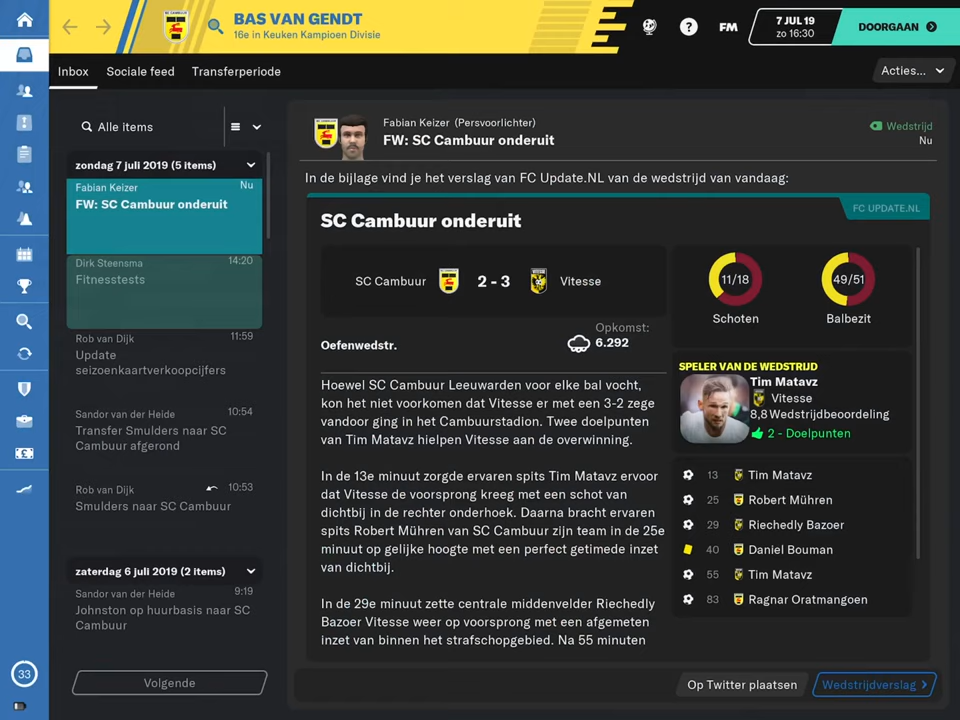 BAS VAN GENDT
16e in Keuken Kampioen Divisie
FM
7 JUL 19
zo 16:30
DOORGAAN
Inbox
Sociale feed
Transferperiode
Acties...
Alle items
zondag 7 juli 2019 (5 items)
Fabian Keizer
Nu
FW: SC Cambuur onderuit
Dirk Steensma
14:20
Fitnesstests
Rob van Dijk
11:59
Update
seizoenkaartverkoopcijfers
Sandor van der Heide
10:54
Transfer Smulders naar SC
Cambuur afgerond
Rob van Dijk
10:53
Smulders naar SC Cambuur
zaterdag 6 juli 2019 (2 items)
Sandor van der Heide
9:19
Johnston op huurbasis naar SC
Cambuur
33
Volgende
Fabian Keizer (Persvoorlichter)
FW: SC Cambuur onderuit
Wedstrijd
Nu
In de bijlage vind je het verslag van FC Update.NL van de wedstrijd van vandaag:
FC UPDATE.NL
SC Cambuur onderuit
SC Cambuur
2 - 3
Vitesse
Oefenwedstr.
Opkomst:
6.292
Hoewel SC Cambuur Leeuwarden voor elke bal vocht,
kon het niet voorkomen dat Vitesse er met een 3-2 zege
vandoor ging in het Cambuurstadion. Twee doelpunten
van Tim Matavz hielpen Vitesse aan de overwinning.
In de 13e minuut zorgde ervaren spits Tim Matavz ervoor
dat Vitesse de voorsprong kreeg met een schot van
dichtbij in de rechter onderhoek. Daarna bracht ervaren
spits Robert Mühren van SC Cambuur zijn team in de 25e
minuut op gelijke hoogte met een perfect getimede inzet
van dichtbij.
In de 29e minuut zette centrale middenvelder Riechedly
Bazoer Vitesse weer op voorsprong met een afgemeten
inzet van binnen het strafschopgebied. Na 55 minuten
11/18
Schoten
49/51
Balbezit
SPELER VAN DE WEDSTRIJD
Tim Matavz
Vitesse
8,8 Wedstrijdbeoordeling
2 - Doelpunten
13 Tim Matavz
25 Robert Mühren
29 Riechedly Bazoer
40 Daniel Bouman
55 Tim Matavz
83 Ragnar Oratmangoen
Op Twitter plaatsen
Wedstrijdverslag